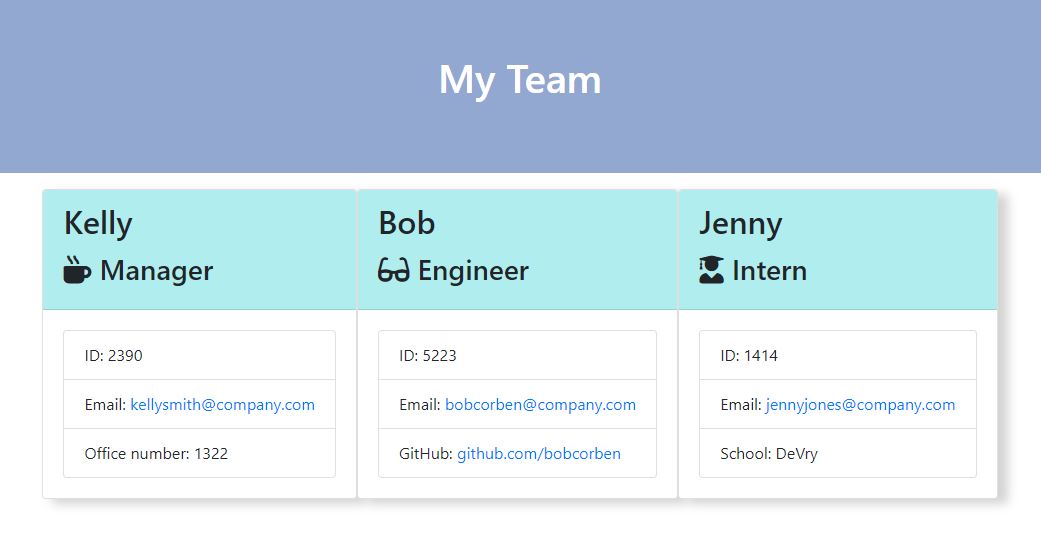 My Team
Kelly
Manager
ID: 2390
Email: kellysmith@company.com
Office number: 1322
Bob
Engineer
ID: 5223
Email: bobcorben@company.com
GitHub: github.com/bobcorben
Jenny
Intern
ID: 1414
Email: jennyjones@company.com
School: DeVry